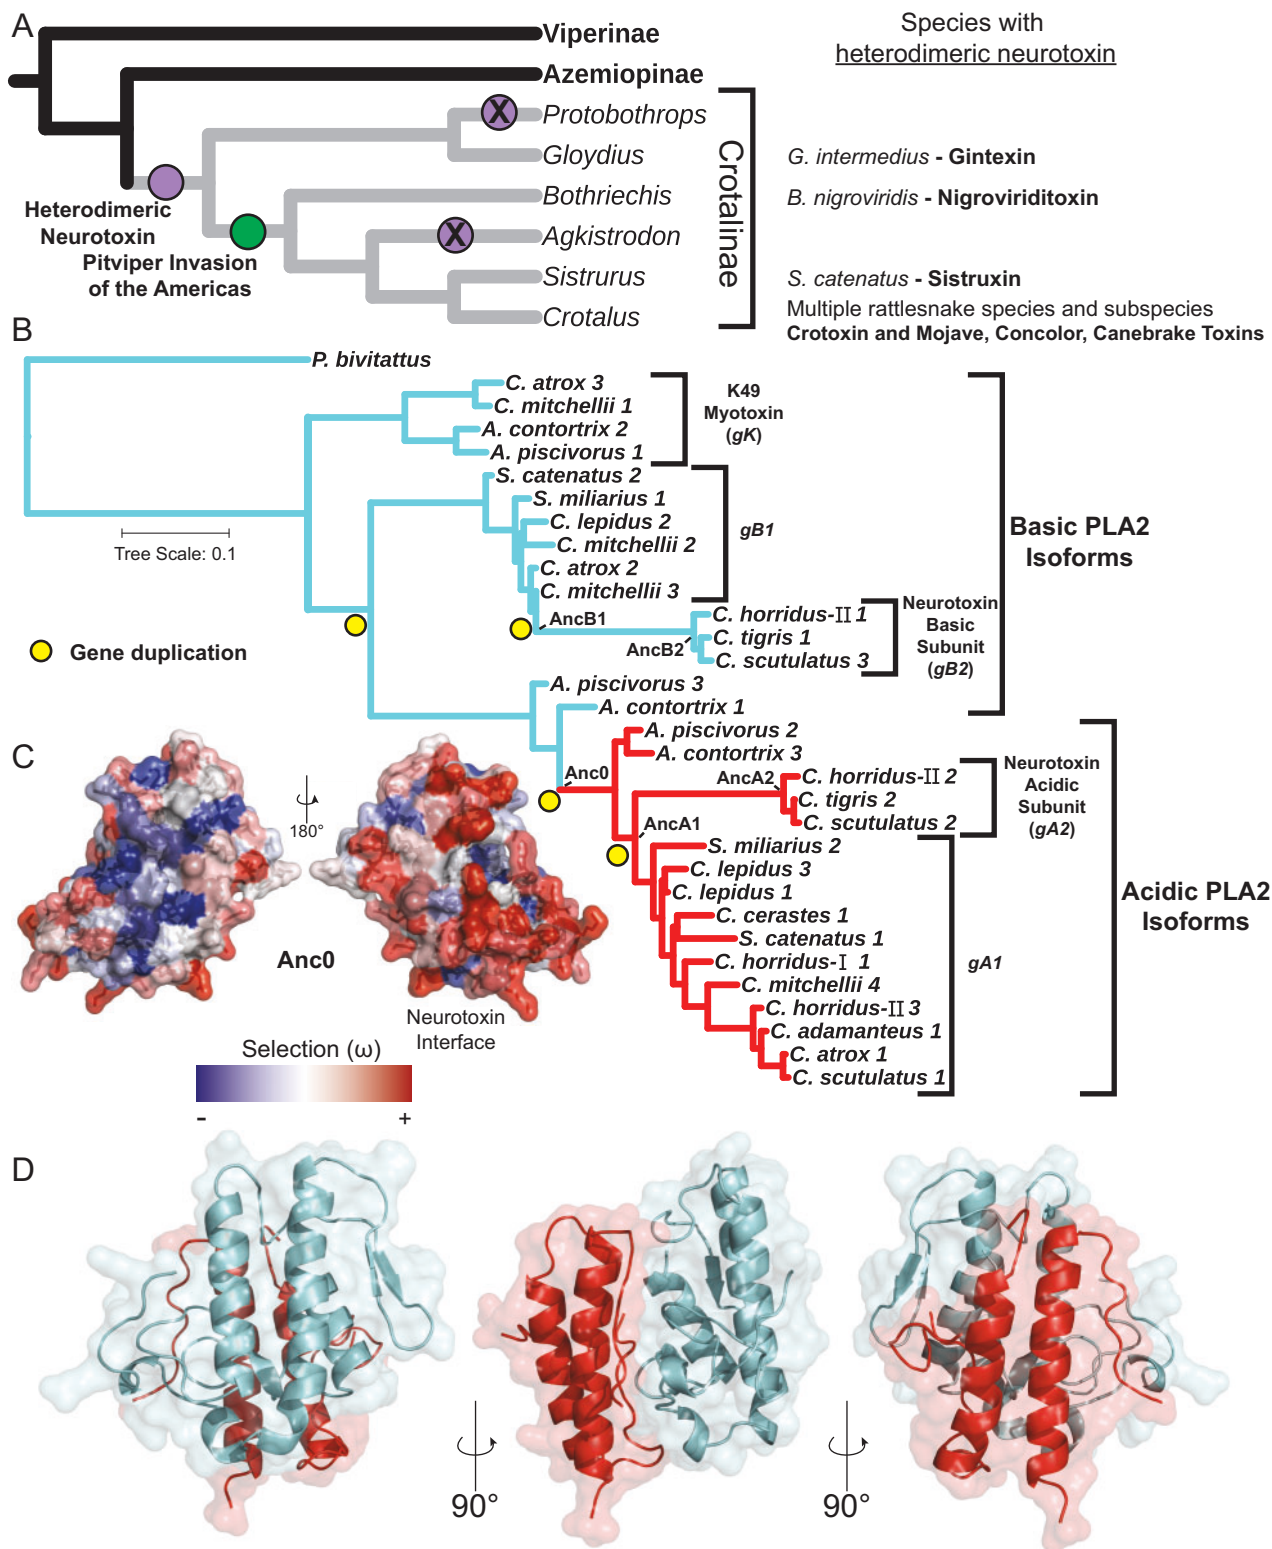 A
Viperinae
Azemiopinae
Protobothrops
Gloydius
Bothriechis
Agkistrodon
Sistrurus
Crotalus
X
X
Crotalinae
Heterodimeric
Neurotoxin
Pitviper Invasion
of the Americas
Species with
heterodimeric neurotoxin
G. intermedius - Gintexin
B. nigroviridis - Nigroviriditoxin
S. catenatus - Sistruxin
Multiple rattlesnake species and subspecies
Crotoxin and Mojave, Concolor, Canebrake Toxins
B
P. bivitattus
C. atrox 3
C. mitchellii 1
A. contortrix 2
A. piscivorus 1
K49
Myotoxin
(gK)
S. catenatus 2
S. miliarius 1
C. lepidus 2
C. mitchellii 2
C. atrox 2
C. mitchellii 3
gB1
Tree Scale: 0.1
Basic PLA2
Isoforms
AncB1
AncB2
C. horridus-II 1
C. tigris 1
C. scutulatus 3
Neurotoxin
Basic
Subunit
(gB2)
Gene duplication
A. piscivorus 3
A. contortrix 1
A. piscivorus 2
A. contortrix 3
Anc0
AncA2
C. horridus-II 2
C. tigris 2
C. scutulatus 2
Neurotoxin
Acidic
Subunit
(gA2)
AncA1
S. miliarius 2
C. lepidus 3
C. lepidus 1
C. cerastes 1
S. catenatus 1
C. horridus-I 1
C. mitchellii 4
C. horridus-II 3
C. adamanteus 1
C. atrox 1
C. scutulatus 1
gA1
Acidic PLA2
Isoforms
C
180°
Anc0
Neurotoxin
Interface
Selection (ω)
- +
D
90°
90°